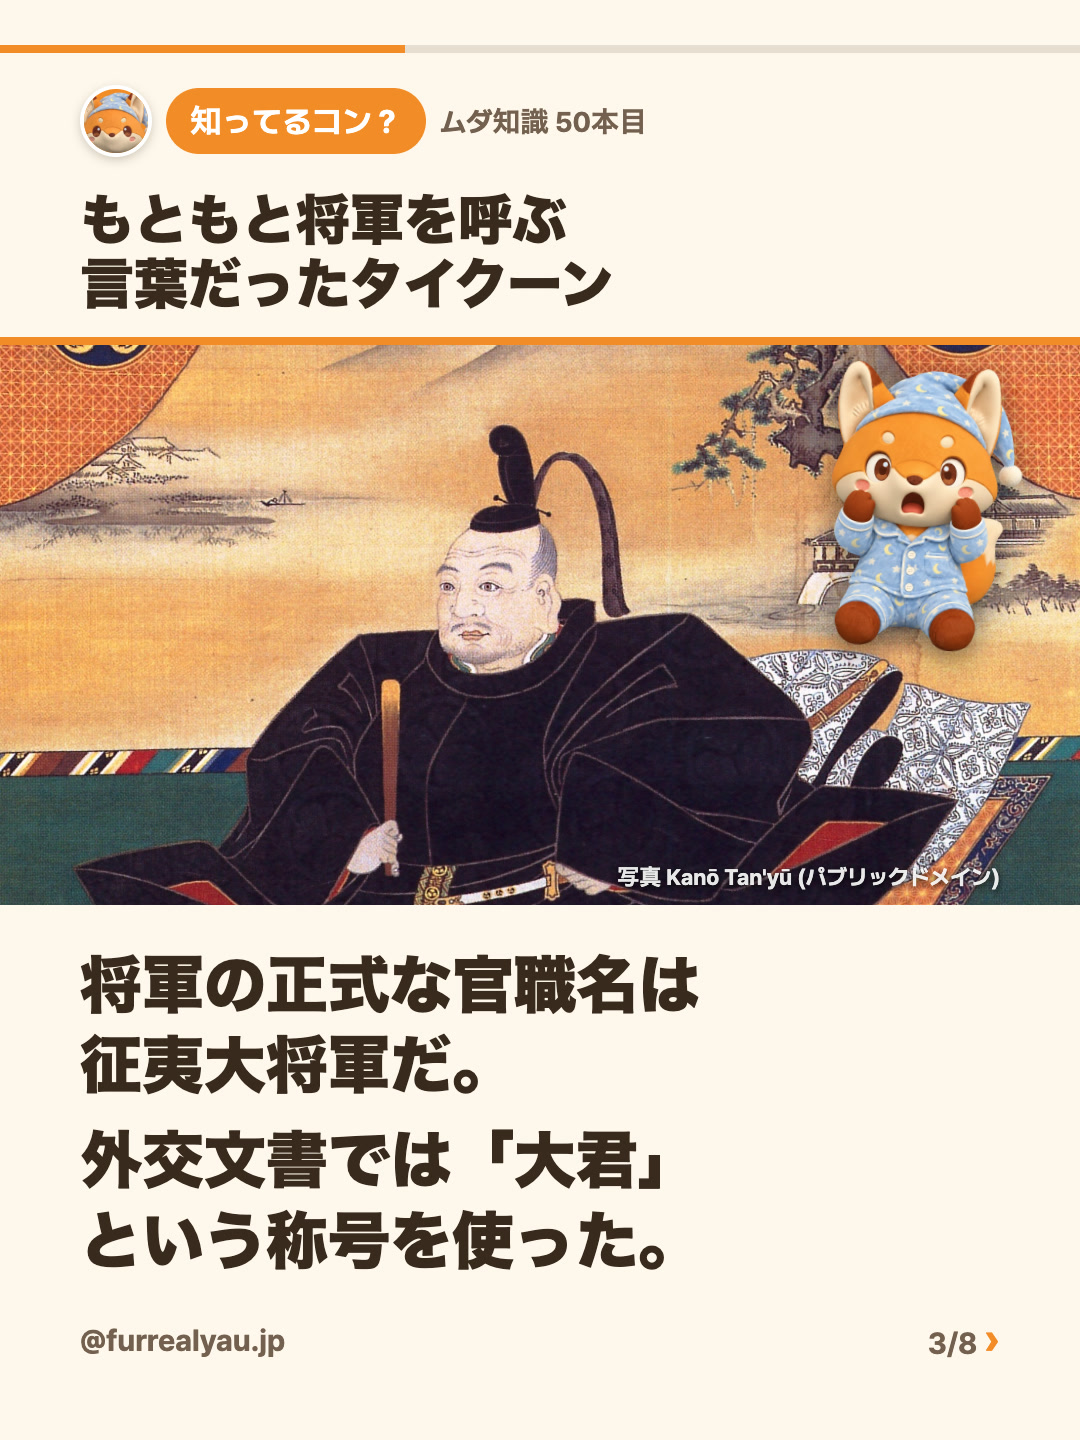 知ってるコン？
ムダ知識 50本目
もともと将軍を呼ぶ
言葉だったタイクーン
写真 Kanō Tan'yū (パブリックドメイン)
将軍の正式な官職名は
征夷大将軍だ。
外交文書では「大君」
という称号を使った。
@furrealyau.jp
3/8 ›